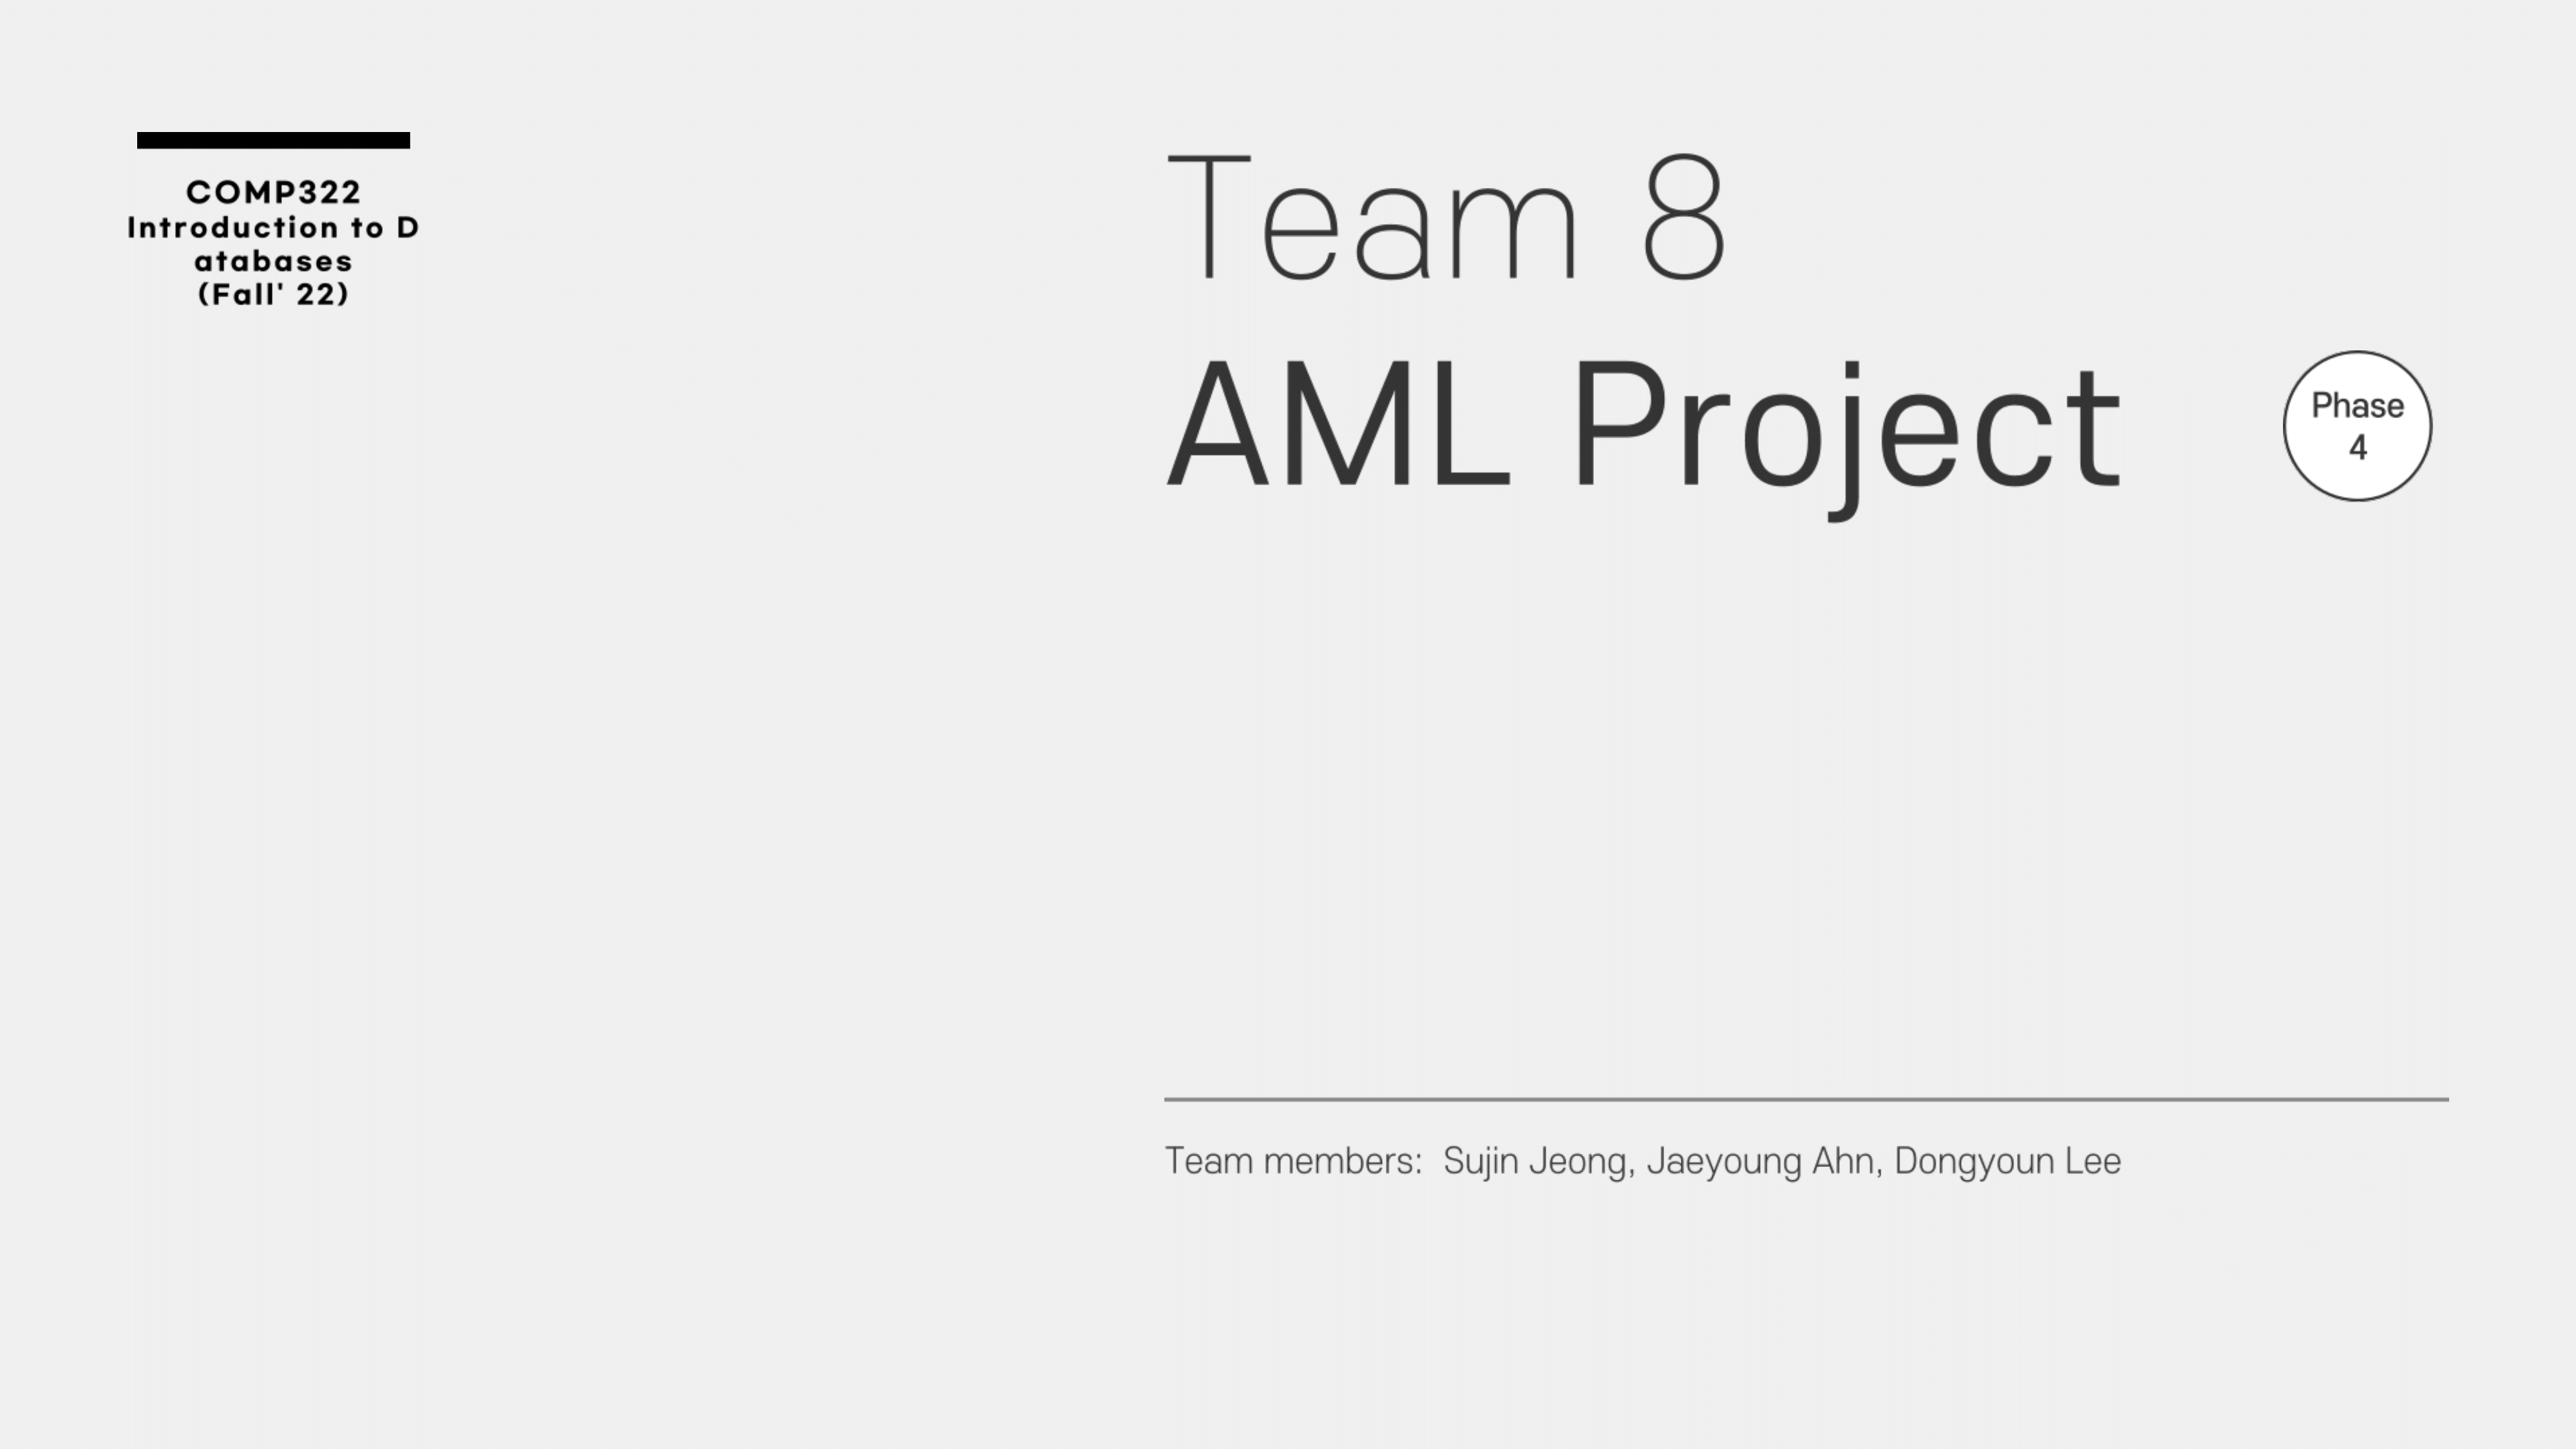 COMP322
Introduction to D
atabases
(Fall' 22)
Team 8
AML Project
Phase
4
Team members:  Sujin Jeong, Jaeyoung Ahn, Dongyoun Lee